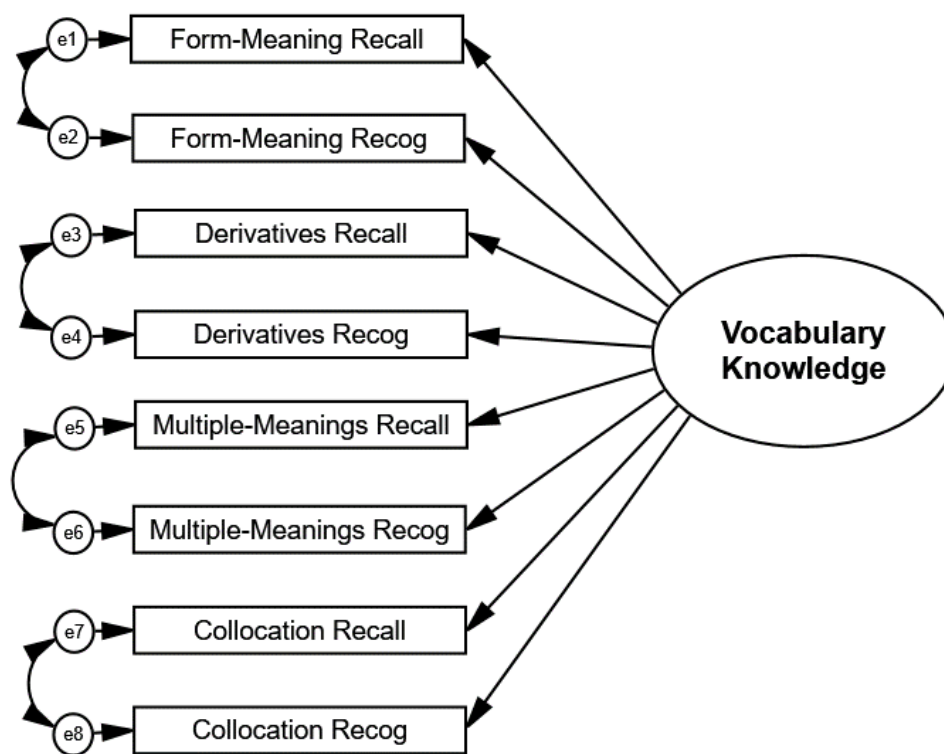 e1
Form-Meaning Recall
e2
Form-Meaning Recog
e3
Derivatives Recall
e4
Derivatives Recog
Vocabulary
Knowledge
e5
Multiple-Meanings Recall
e6
Multiple-Meanings Recog
e7
Collocation Recall
e8
Collocation Recog